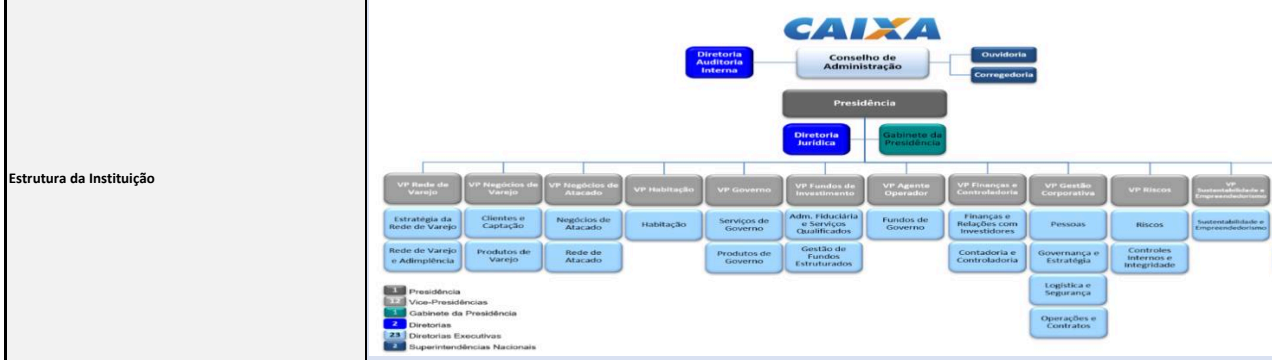 CAIXA
Diretoria
Auditoria
Interna
Conselho de
Administração
Ouvidoria
Corregedoria
Presidência
Diretoria
Jurídica
Gabinete da
Presidência
Estrutura da Instituição
VP Rede de
Varejo
VP Negócios de
Varejo
VP Negócios de
Atacado
VP Habitação
VP Governo
VP Fundos de
Investimento
VP Agente
Operador
VP Finanças e
Controladoria
VP Gestão
Corporativa
VP Riscos
VP
Sustentabilidade e
Empreendedorismo
Estratégia da
Rede de Varejo
Clientes e
Captação
Negócios de
Atacado
Habitação
Serviços de
Governo
Adm. Fiduciária
e Serviços
Qualificados
Fundos de
Governo
Finanças e
Relações com
Investidores
Pessoas
Riscos
Sustentabilidade e
Empreendedorismo
Rede de Varejo
e Adimplência
Produtos de
Varejo
Rede de
Atacado
Produtos de
Governo
Gestão de
Fundos
Estruturados
Contadoria e
Controladoria
Governança e
Estratégia
Controles
Internos e
Integridade
Logística e
Segurança
Operações e
Contratos
1 Presidência
Vice-Presidências
1 Gabinete da Presidência
2 Diretorias
23 Diretorias Executivas
Superintendências Nacionais